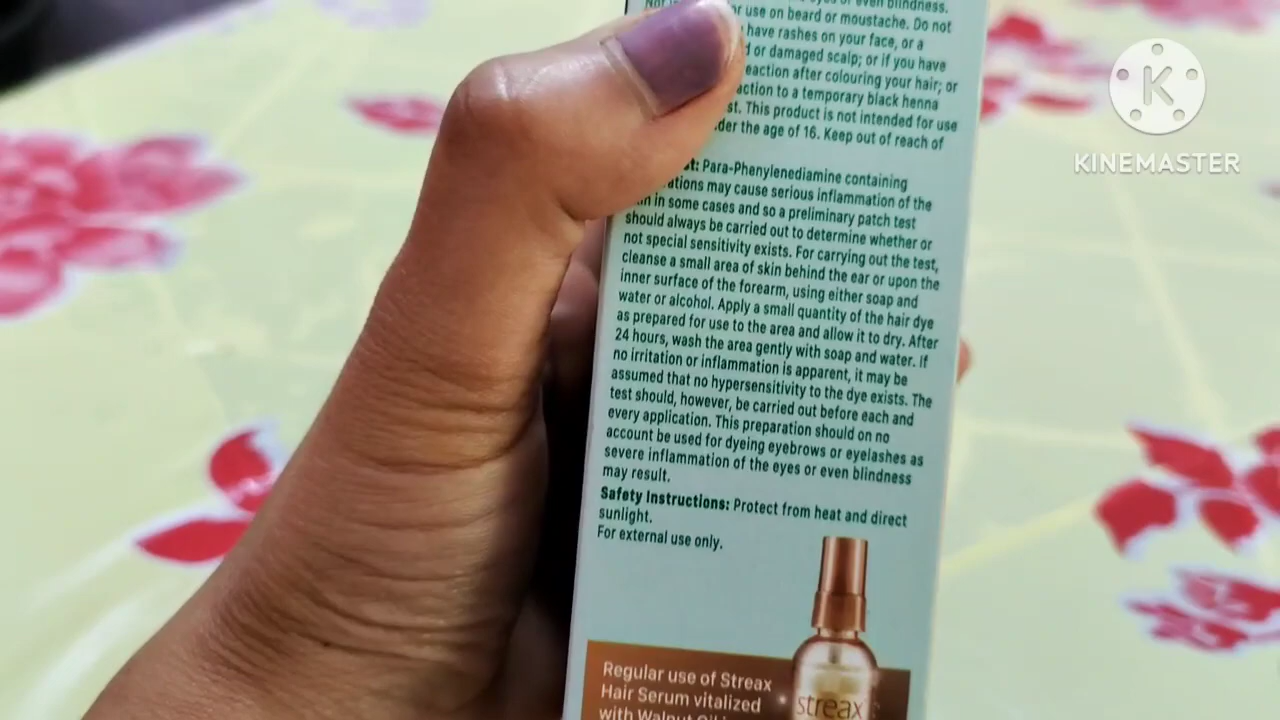 eyes or even blindness.
or use on beard or moustache. Do not
have rashes on your face, or a
or damaged scalp; or if you have
reaction after colouring your hair; or
action to a temporary black henna
st. This product is not intended for use
der the age of 16. Keep out of reach of
st: Para-Phenylenediamine containing
ations may cause serious inflammation of the
in in some cases and so a preliminary patch test
should always be carried out to determine whether or
not special sensitivity exists. For carrying out the test,
cleanse a small area of skin behind the ear or upon the
inner surface of the forearm, using either soap and
water or alcohol. Apply a small quantity of the hair dye
as prepared for use to the area and allow it to dry. After
24 hours, wash the area gently with soap and water. If
no irritation or inflammation is apparent, it may be
assumed that no hypersensitivity to the dye exists. The
test should, however, be carried out before each and
every application. This preparation should on no
account be used for dyeing eyebrows or eyelashes as
severe inflammation of the eyes or even blindness
may result.
Safety Instructions: Protect from heat and direct
sunlight.
For external use only.
Regular use of Streax
Hair Serum vitalized
with Walnut Oil
streax
K
KINEMASTER